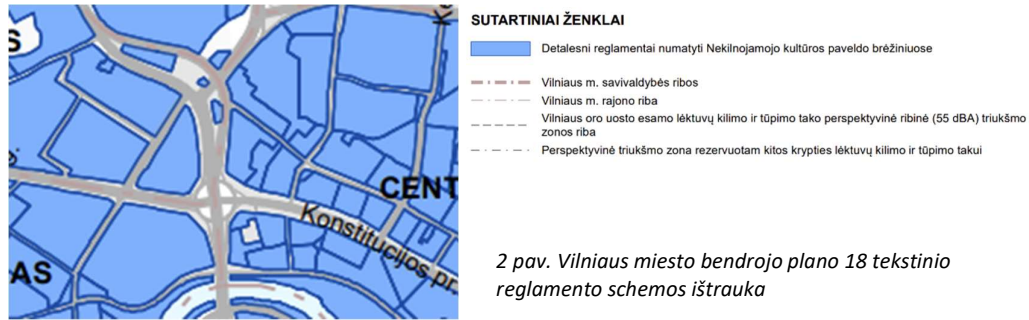 S
CENT
Konstitucijos pr.
AS
SUTARTINIAI ŽENKLAI
Detalesni reglamentai numatyti Nekilnojamojo kultūros paveldo brėžiniuose
Vilniaus m. savivaldybės ribos
Vilniaus m. rajono riba
Vilniaus oro uosto esamo lėktuvų kilimo ir tūpimo tako perspektyvinė ribinė (55 dBA) triukšmo
zonos riba
Perspektyvinė triukšmo zona rezervuotam kitos krypties lėktuvų kilimo ir tūpimo takui
2 pav. Vilniaus miesto bendrojo plano 18 tekstinio
reglamento schemos ištrauka